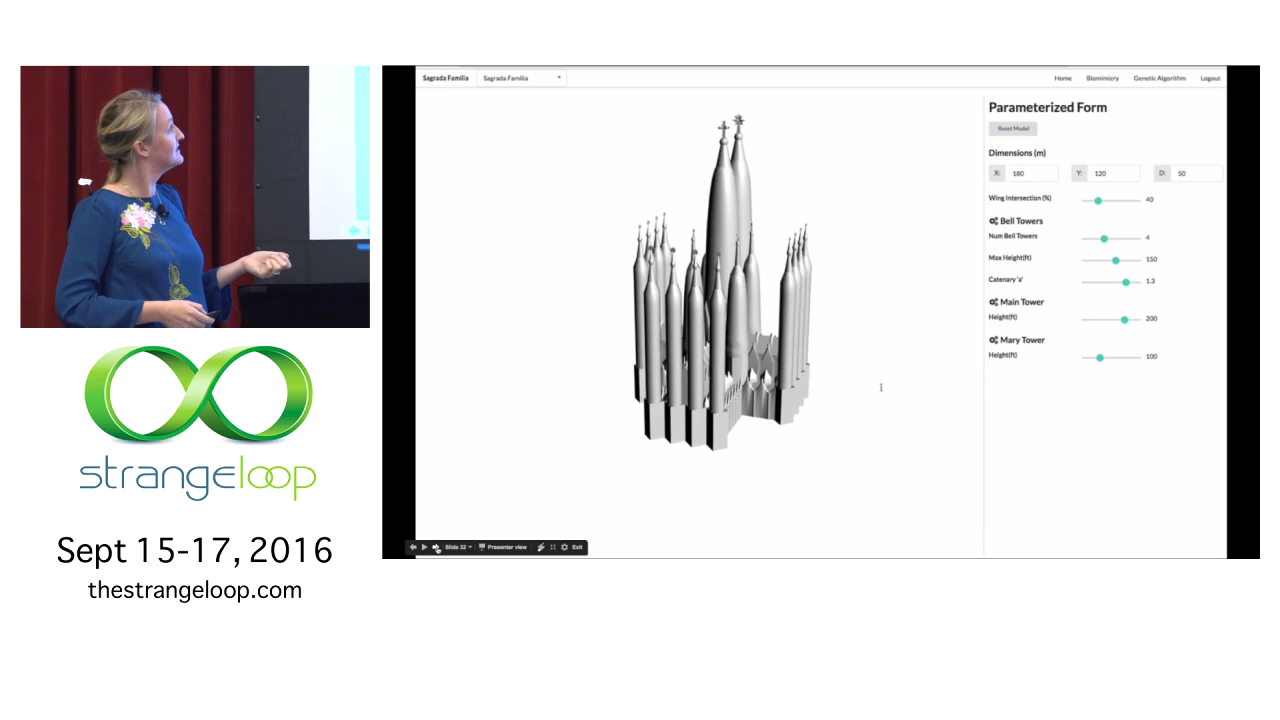 strangeloop
Sept 15-17, 2016
thestrangeloop.com
Sagrada Familia
Sagrada Familia
Home
Biomimicry
Genetic Algorithm
Logout
Parameterized Form
Reset Model
Dimensions (m)
X: 180
Y: 120
D: 50
Wing Intersection (%) 40
Bell Towers
Num Bell Towers 4
Max Height(ft) 150
Catenary 'a' 1.3
Main Tower
Height(ft) 200
Mary Tower
Height(ft) 100
Slide 32
Presenter view
Exit